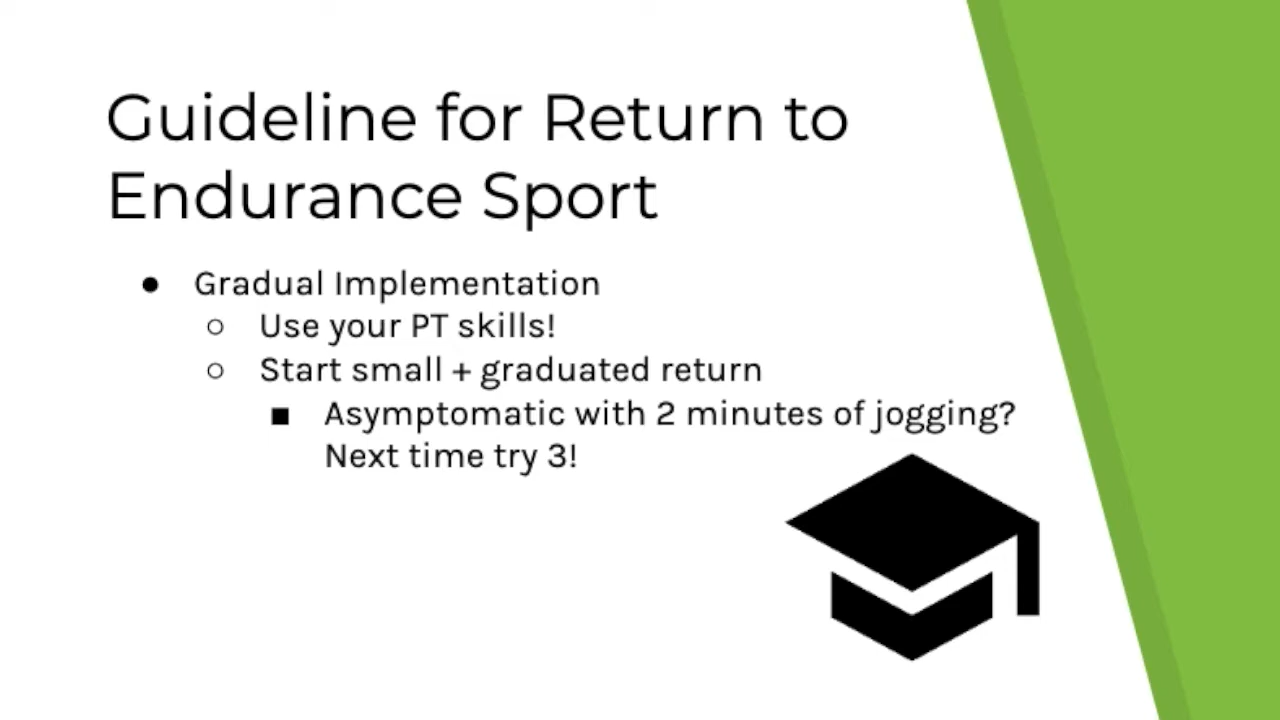 Guideline for Return to
Endurance Sport
● Gradual Implementation
○ Use your PT skills!
○ Start small + graduated return
■ Asymptomatic with 2 minutes of jogging?
Next time try 3!